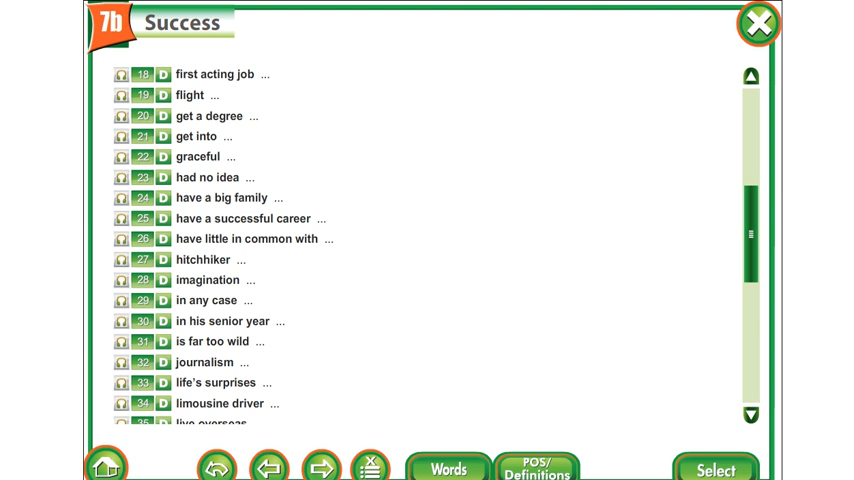 7b Success
18 D first acting job ...
19 D flight ...
20 D get a degree ...
21 D get into ...
22 D graceful ...
23 D had no idea ...
24 D have a big family ...
25 D have a successful career ...
26 D have little in common with ...
27 D hitchhiker ...
28 D imagination ...
29 D in any case ...
30 D in his senior year ...
31 D is far too wild ...
32 D journalism ...
33 D life's surprises ...
34 D limousine driver ...
35 D live overseas
Words
POS/
Definitions
Select